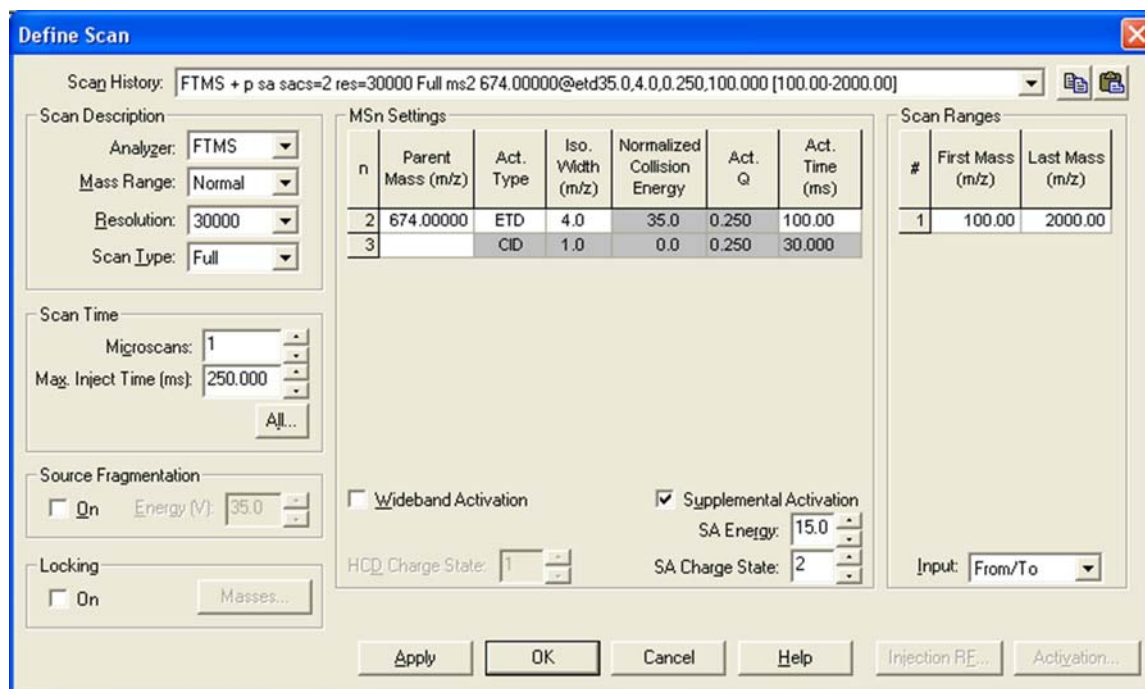 Define Scan
Scan History: FTMS + p sa sacs=2 res=30000 Full ms2 674.00000@etd35.0,4.0,0.250,100.000 [100.00-2000.00]
Scan Description
Analyzer: FTMS
Mass Range: Normal
Resolution: 30000
Scan Type: Full
Scan Time
Microscans: 1
Max. Inject Time (ms): 250.000
All...
Source Fragmentation
On Energy (V): 35.0
Locking
On Masses...
MSn Settings
n Parent Mass (m/z) Act. Type Iso. Width (m/z) Normalized Collision Energy Act. Q Act. Time (ms)
2 674.00000 ETD 4.0 35.0 0.250 100.00
3 CID 1.0 0.0 0.250 30.000
Wideband Activation
Supplemental Activation
SA Energy: 15.0
HCD Charge State: 1
SA Charge State: 2
Scan Ranges
# First Mass (m/z) Last Mass (m/z)
1 100.00 2000.00
Input: From/To
Apply OK Cancel Help Injection RF... Activation...